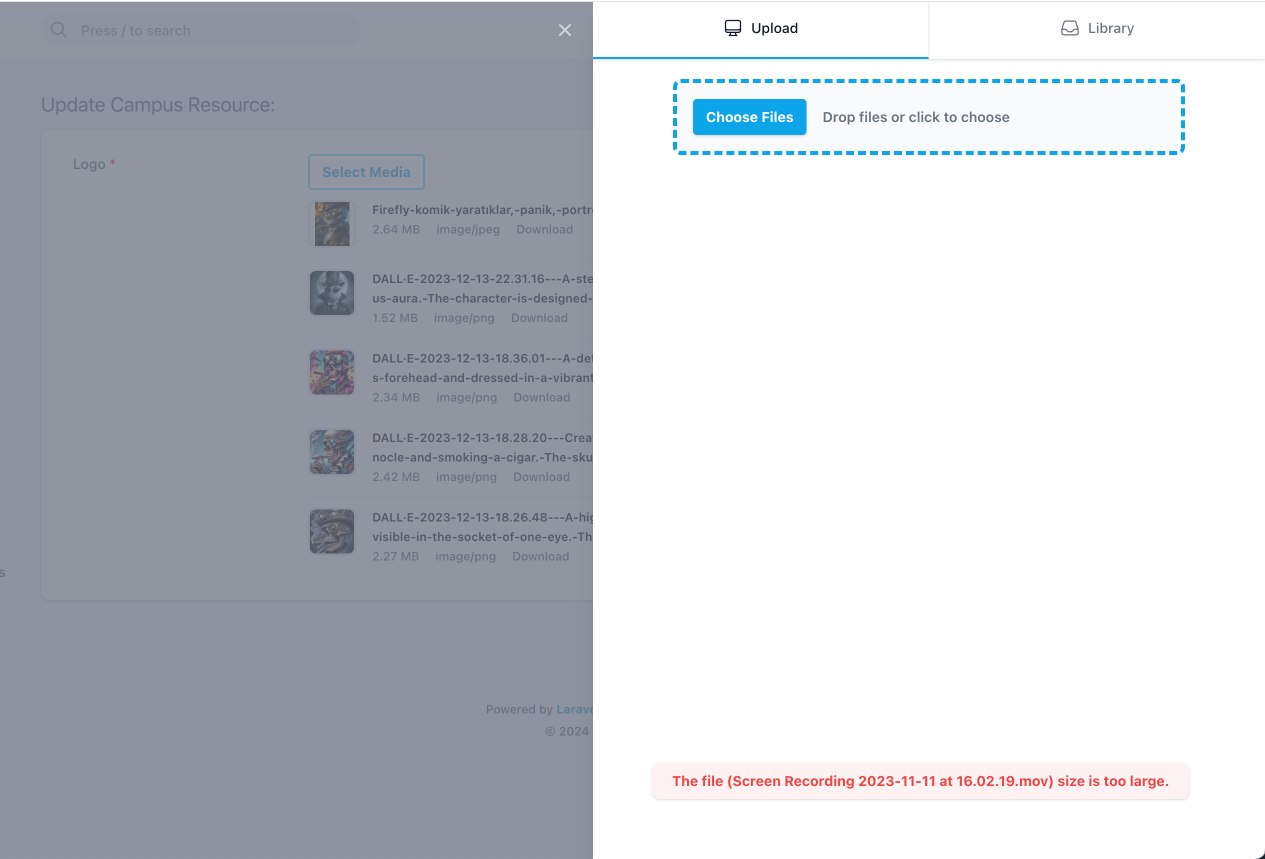 Press / to search
Upload
Library
Update Campus Resource:
Choose Files
Drop files or click to choose
Logo *
Select Media
Firefly-komik-yaratıklar,-panik,-portr
2.64 MB image/jpeg Download
DALL·E-2023-12-13-22.31.16---A-ste
us-aura.-The-character-is-designed-
1.52 MB image/png Download
DALL·E-2023-12-13-18.36.01---A-det
s-forehead-and-dressed-in-a-vibrant
2.34 MB image/png Download
DALL·E-2023-12-13-18.28.20---Crea
nocle-and-smoking-a-cigar.-The-sku
2.42 MB image/png Download
DALL·E-2023-12-13-18.26.48---A-hig
visible-in-the-socket-of-one-eye.-Th
2.27 MB image/png Download
s
Powered by Larave
© 2024
The file (Screen Recording 2023-11-11 at 16.02.19.mov) size is too large.